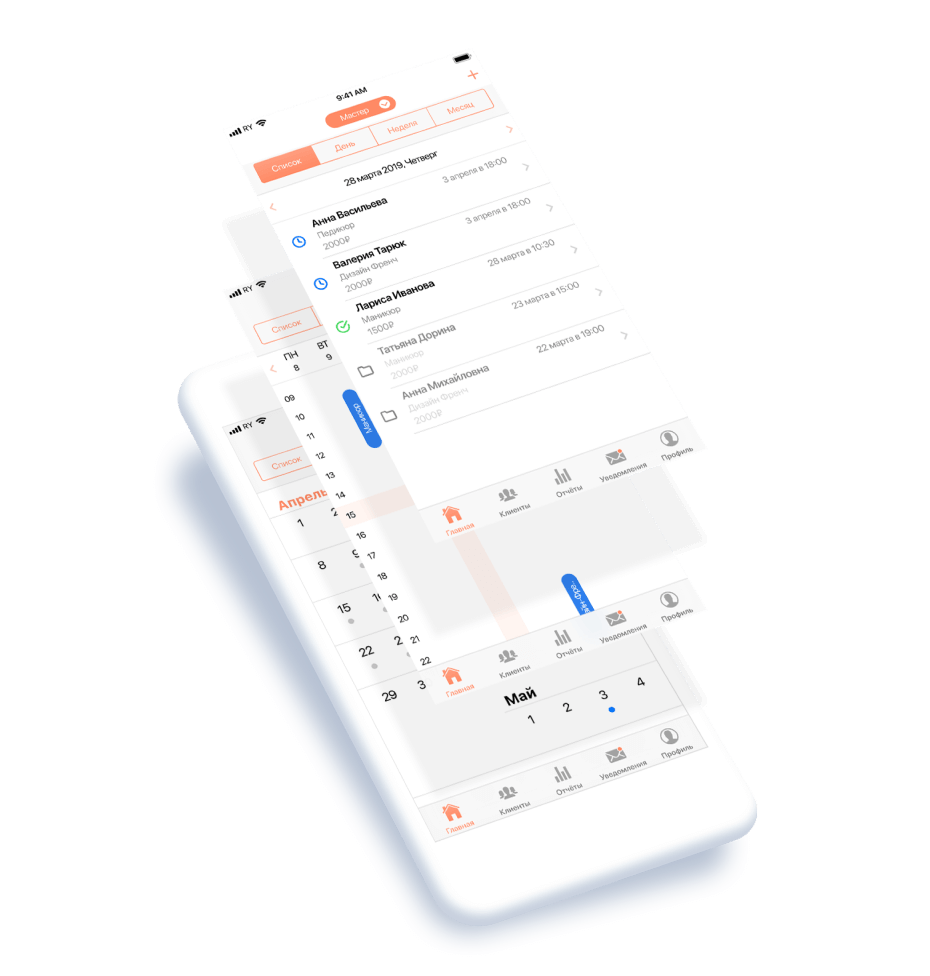 9:41 AM
RY
Мастер
Список
День
Неделя
Месяц
28 марта 2019, Четверг
Анна Васильева
3 апреля в 18:00
Педикюр
2000₽
Валерия Тарюк
3 апреля в 18:00
Дизайн Френч
2000₽
Лариса Иванова
28 марта в 10:30
Маникюр
1500₽
Татьяна Дорина
23 марта в 15:00
Маникюр
2000₽
Анна Михайловна
22 марта в 19:00
Дизайн Френч
2000₽
Главная
Клиенты
Отчёты
Уведомления
Профиль
RY
Список
ПН
ВТ
8
9
09
10
11
12
13
14
15
16
17
18
19
20
21
22
Маникюр
Главная
Клиенты
Отчёты
Уведомления
Профиль
RY
Список
Апрель
1
8
15
22
29
Май
1
2
3
4
Главная
Клиенты
Отчёты
Уведомления
Профиль